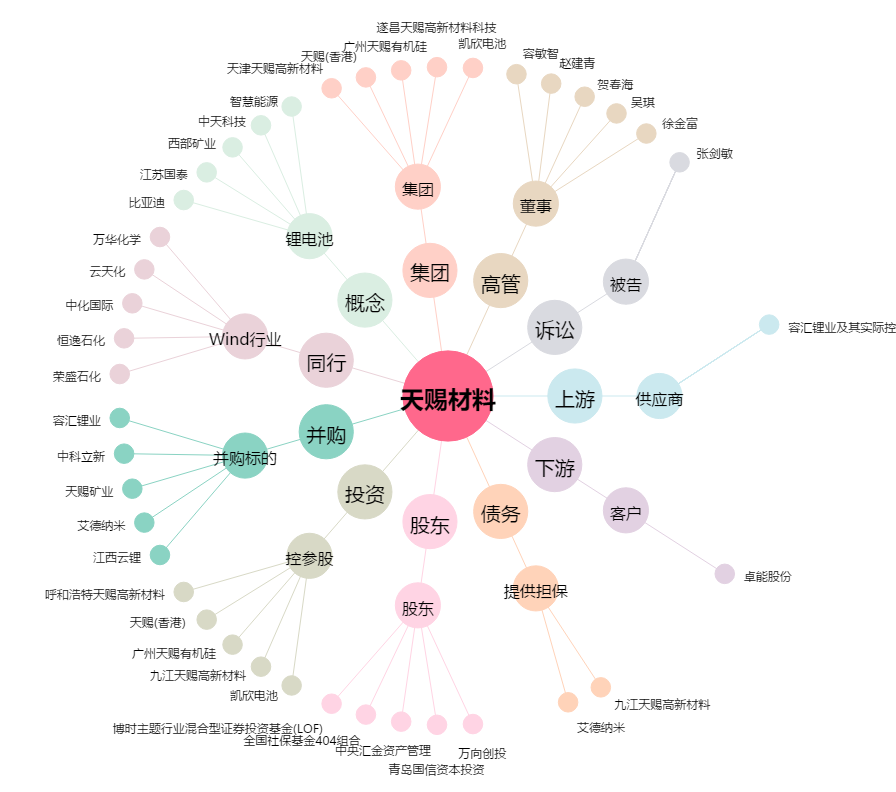 遂昌天赐高新材料科技
广州天赐有机硅
凯欣电池
天赐(香港)
天津天赐高新材料
容敏智
赵建青
贺春海
吴琪
徐金富
张剑敏
智慧能源
中天科技
西部矿业
江苏国泰
比亚迪
集团
董事
锂电池
万华化学
云天化
中化国际
恒逸石化
荣盛石化
集团
高管
被告
概念
诉讼
容汇锂业及其实际控
Wind行业
同行
天赐材料
上游
供应商
容汇锂业
中科立新
天赐矿业
艾德纳米
江西云锂
并购
并购标的
下游
投资
股东
债务
客户
控参股
提供担保
股东
卓能股份
呼和浩特天赐高新材料
天赐(香港)
广州天赐有机硅
九江天赐高新材料
凯欣电池
九江天赐高新材料
艾德纳米
博时主题行业混合型证券投资基金(LOF)
全国社保基金404组合
中央汇金资产管理
青岛国信资本投资
万向创投